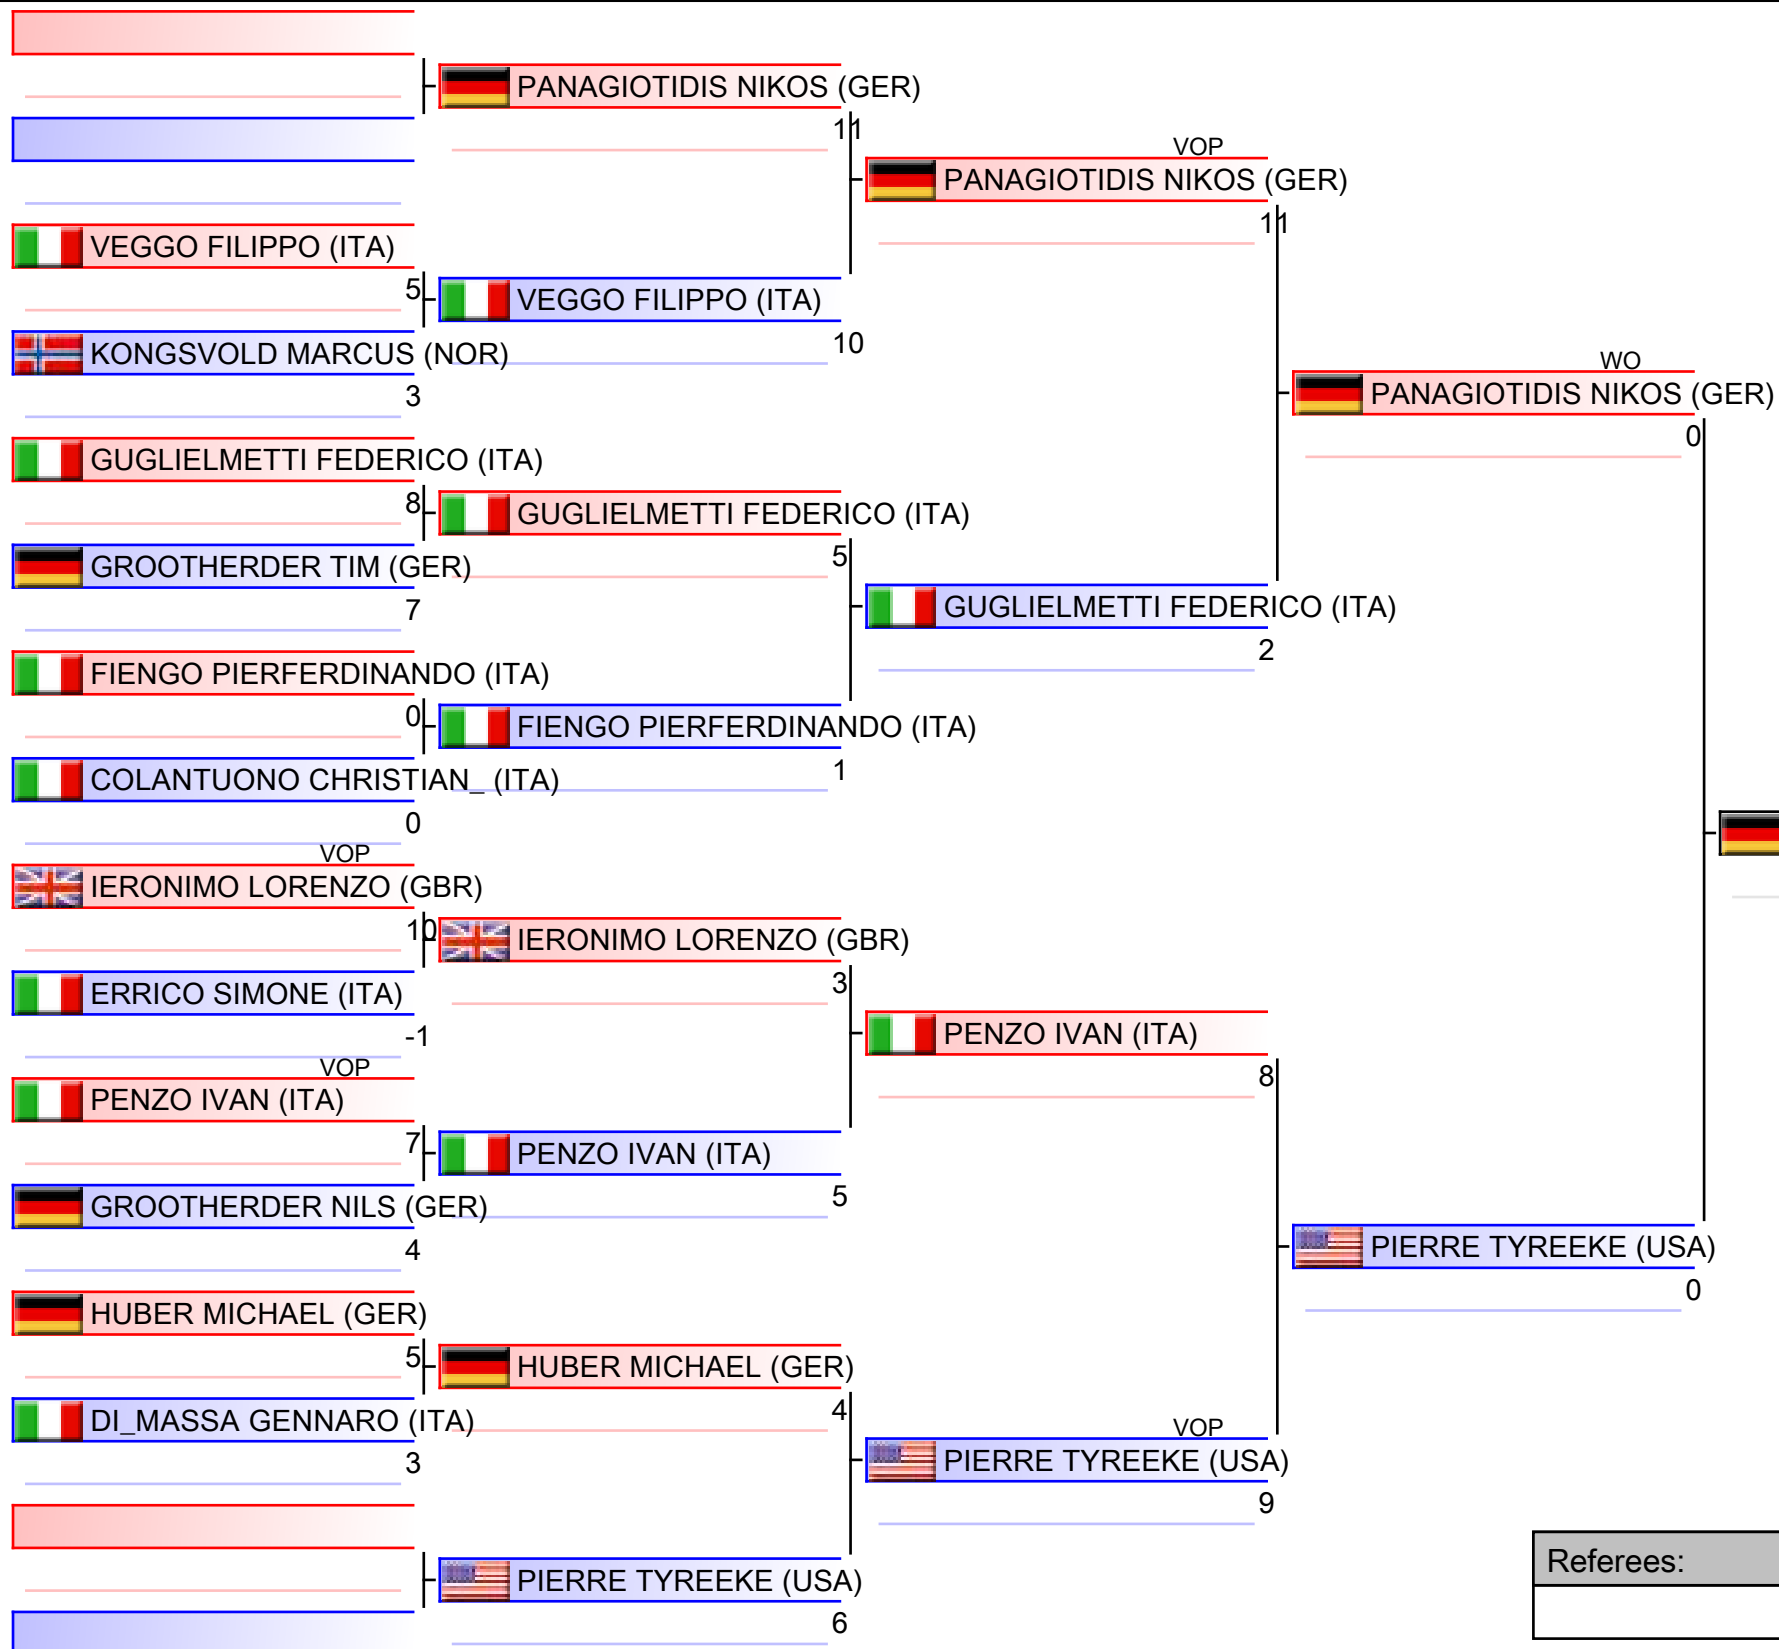 PANAGIOTIDIS NIKOS (GER)
11
VOP
PANAGIOTIDIS NIKOS (GER)
11
VEGGO FILIPPO (ITA)
5
VEGGO FILIPPO (ITA)
10
KONGSVOLD MARCUS (NOR)
3
WO
PANAGIOTIDIS NIKOS (GER)
0
GUGLIELMETTI FEDERICO (ITA)
8
GUGLIELMETTI FEDERICO (ITA)
5
GROOTHERDER TIM (GER)
7
GUGLIELMETTI FEDERICO (ITA)
2
FIENGO PIERFERDINANDO (ITA)
0
FIENGO PIERFERDINANDO (ITA)
1
COLANTUONO CHRISTIAN_ (ITA)
0
VOP
IERONIMO LORENZO (GBR)
10
IERONIMO LORENZO (GBR)
3
ERRICO SIMONE (ITA)
-1
PENZO IVAN (ITA)
8
VOP
PENZO IVAN (ITA)
7
PENZO IVAN (ITA)
5
GROOTHERDER NILS (GER)
4
PIERRE TYREEKE (USA)
0
HUBER MICHAEL (GER)
5
HUBER MICHAEL (GER)
4
DI_MASSA GENNARO (ITA)
3
VOP
PIERRE TYREEKE (USA)
9
PIERRE TYREEKE (USA)
6
Referees: